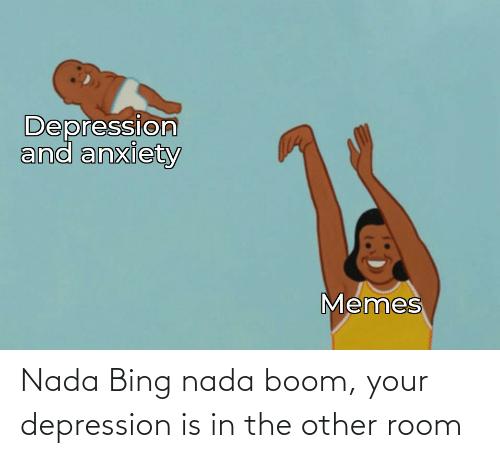 Depression
and anxiety
Memes
Nada Bing nada boom, your
depression is in the other room